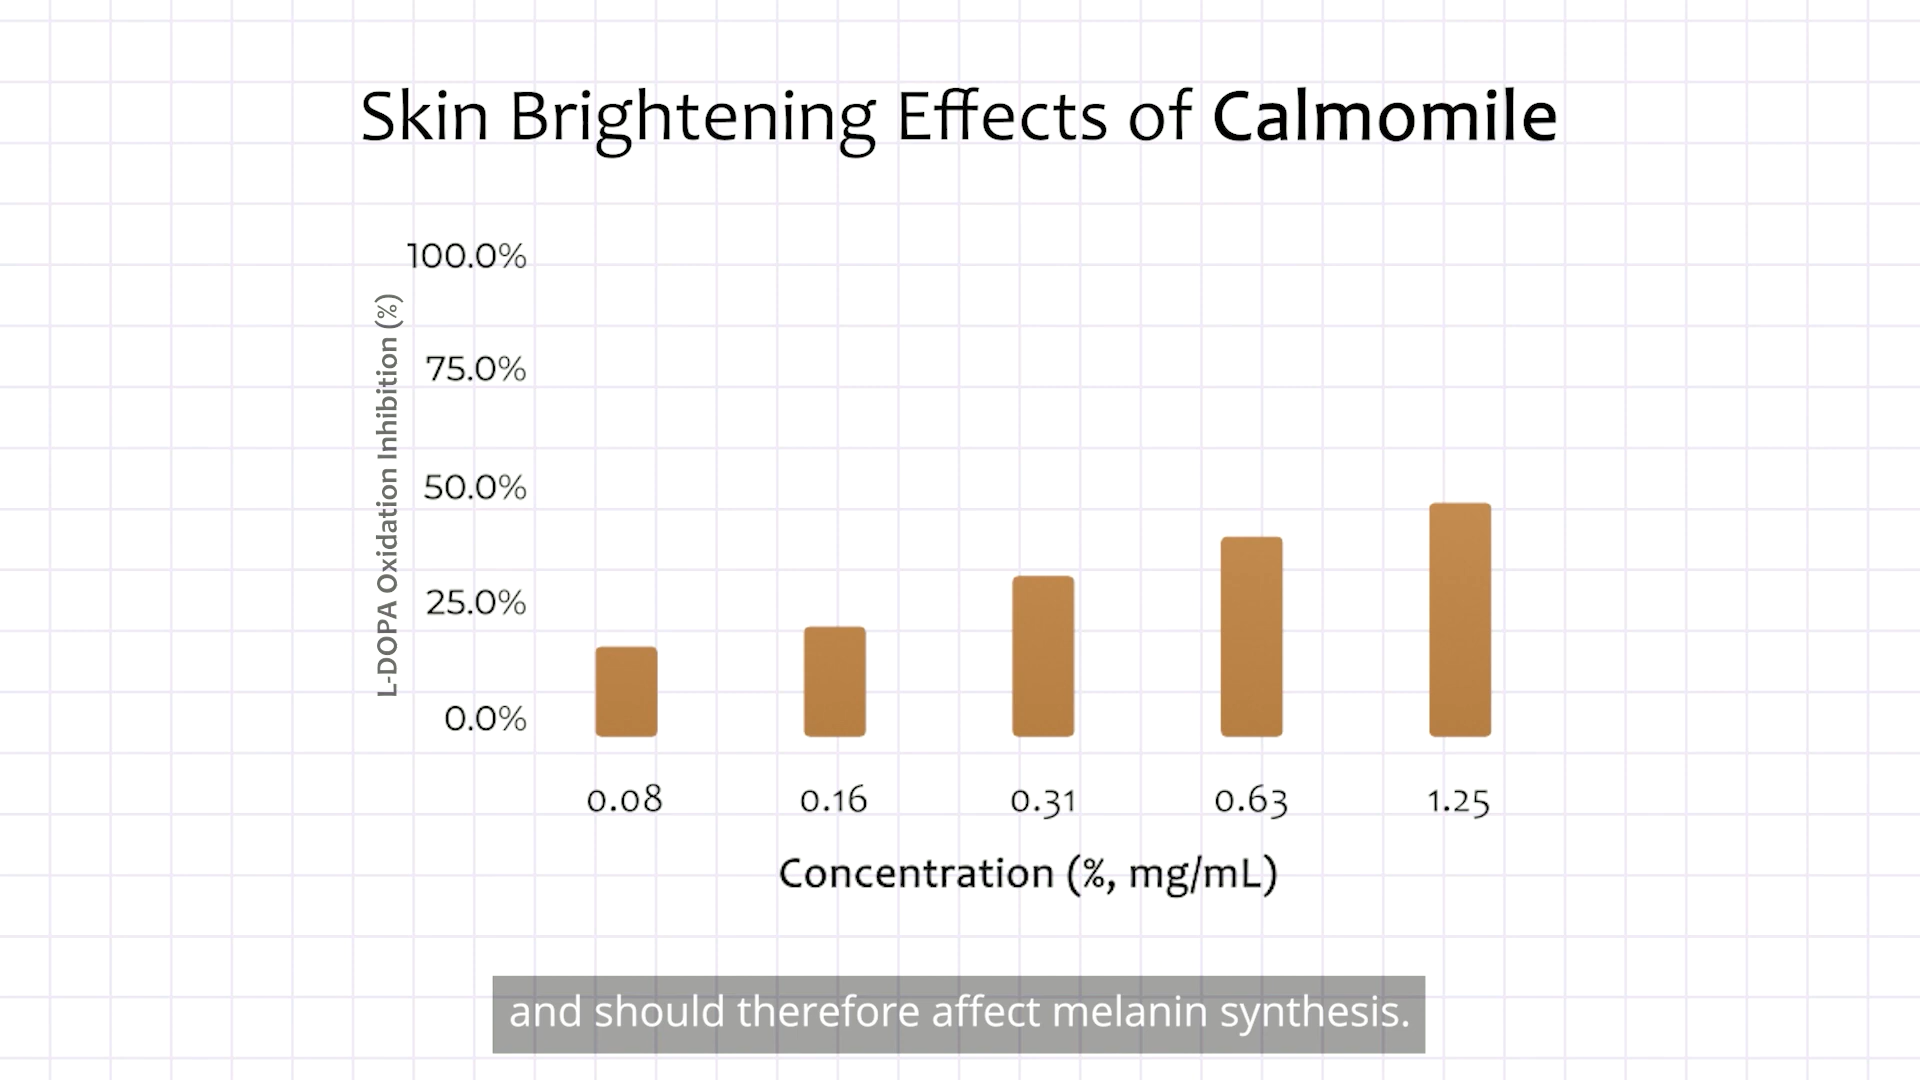 Skin Brightening Effects of Calmomile
L-DOPA Oxidation Inhibition (%)
100.0%
75.0%
50.0%
25.0%
0.0%
0.08 0.16 0.31 0.63 1.25
Concentration (%, mg/mL)
and should therefore affect melanin synthesis.